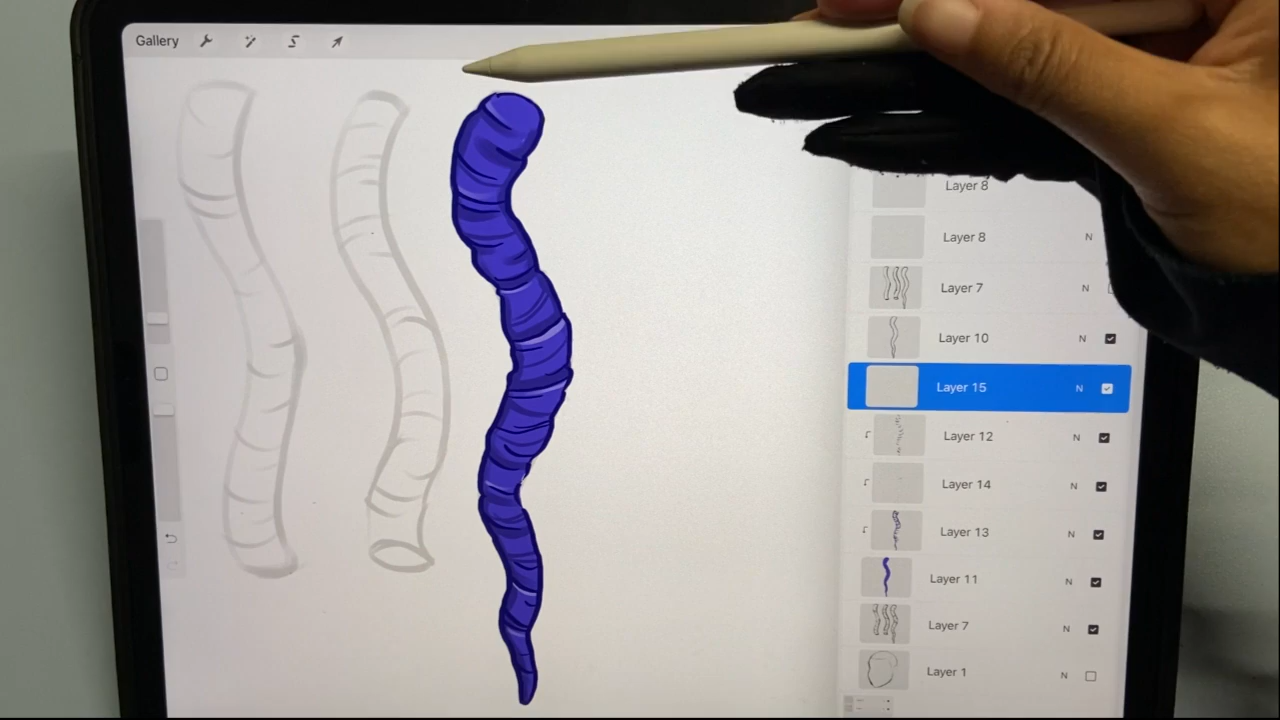 Gallery
Layer 8
Layer 8 N
Layer 7 N
Layer 10 N
Layer 15 N
Layer 12 N
Layer 14 N
Layer 13 N
Layer 11 N
Layer 7 N
Layer 1 N